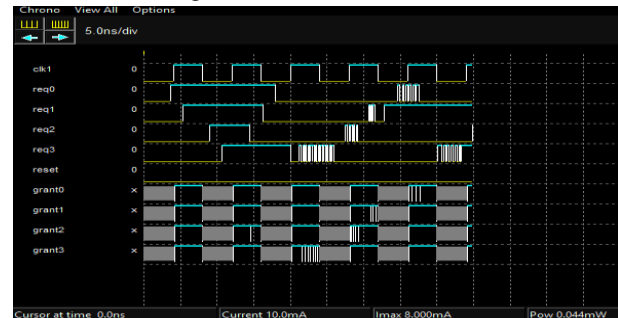 Chrono View All Options
5.0ns/div
clk1 0
req0 0
req1 0
req2 0
req3 0
reset 0
grant0 x
grant1 x
grant2 x
grant3 x
Cursor at time 0.0ns Current 10.0mA Imax 8.000mA Pow 0.044mW